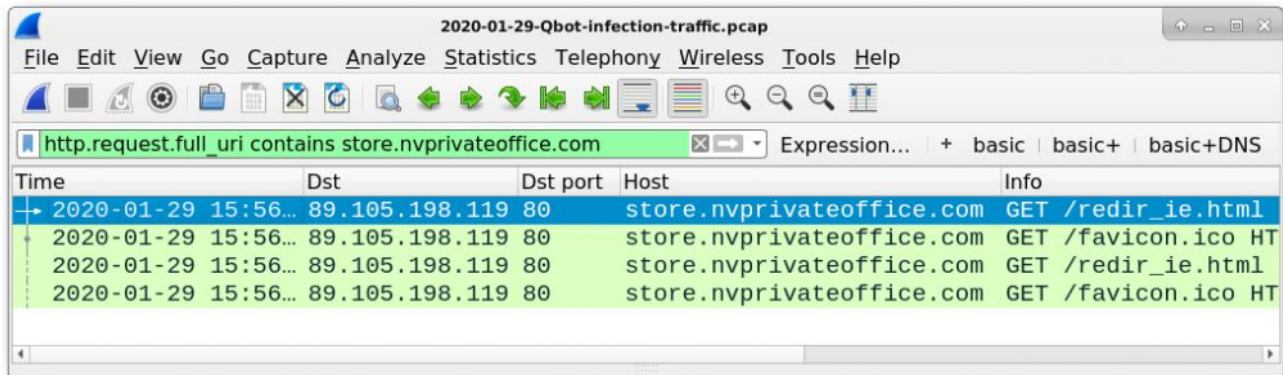 2020-01-29-Qbot-infection-traffic.pcap
File Edit View Go Capture Analyze Statistics Telephony Wireless Tools Help
http.request.full_uri contains store.nvprivateoffice.com Expression... + basic basic+ basic+DNS
Time Dst Dst port Host Info
2020-01-29 15:56… 89.105.198.119 80 store.nvprivateoffice.com GET /redir_ie.html
2020-01-29 15:56… 89.105.198.119 80 store.nvprivateoffice.com GET /favicon.ico HT
2020-01-29 15:56… 89.105.198.119 80 store.nvprivateoffice.com GET /redir_ie.html
2020-01-29 15:56… 89.105.198.119 80 store.nvprivateoffice.com GET /favicon.ico HT